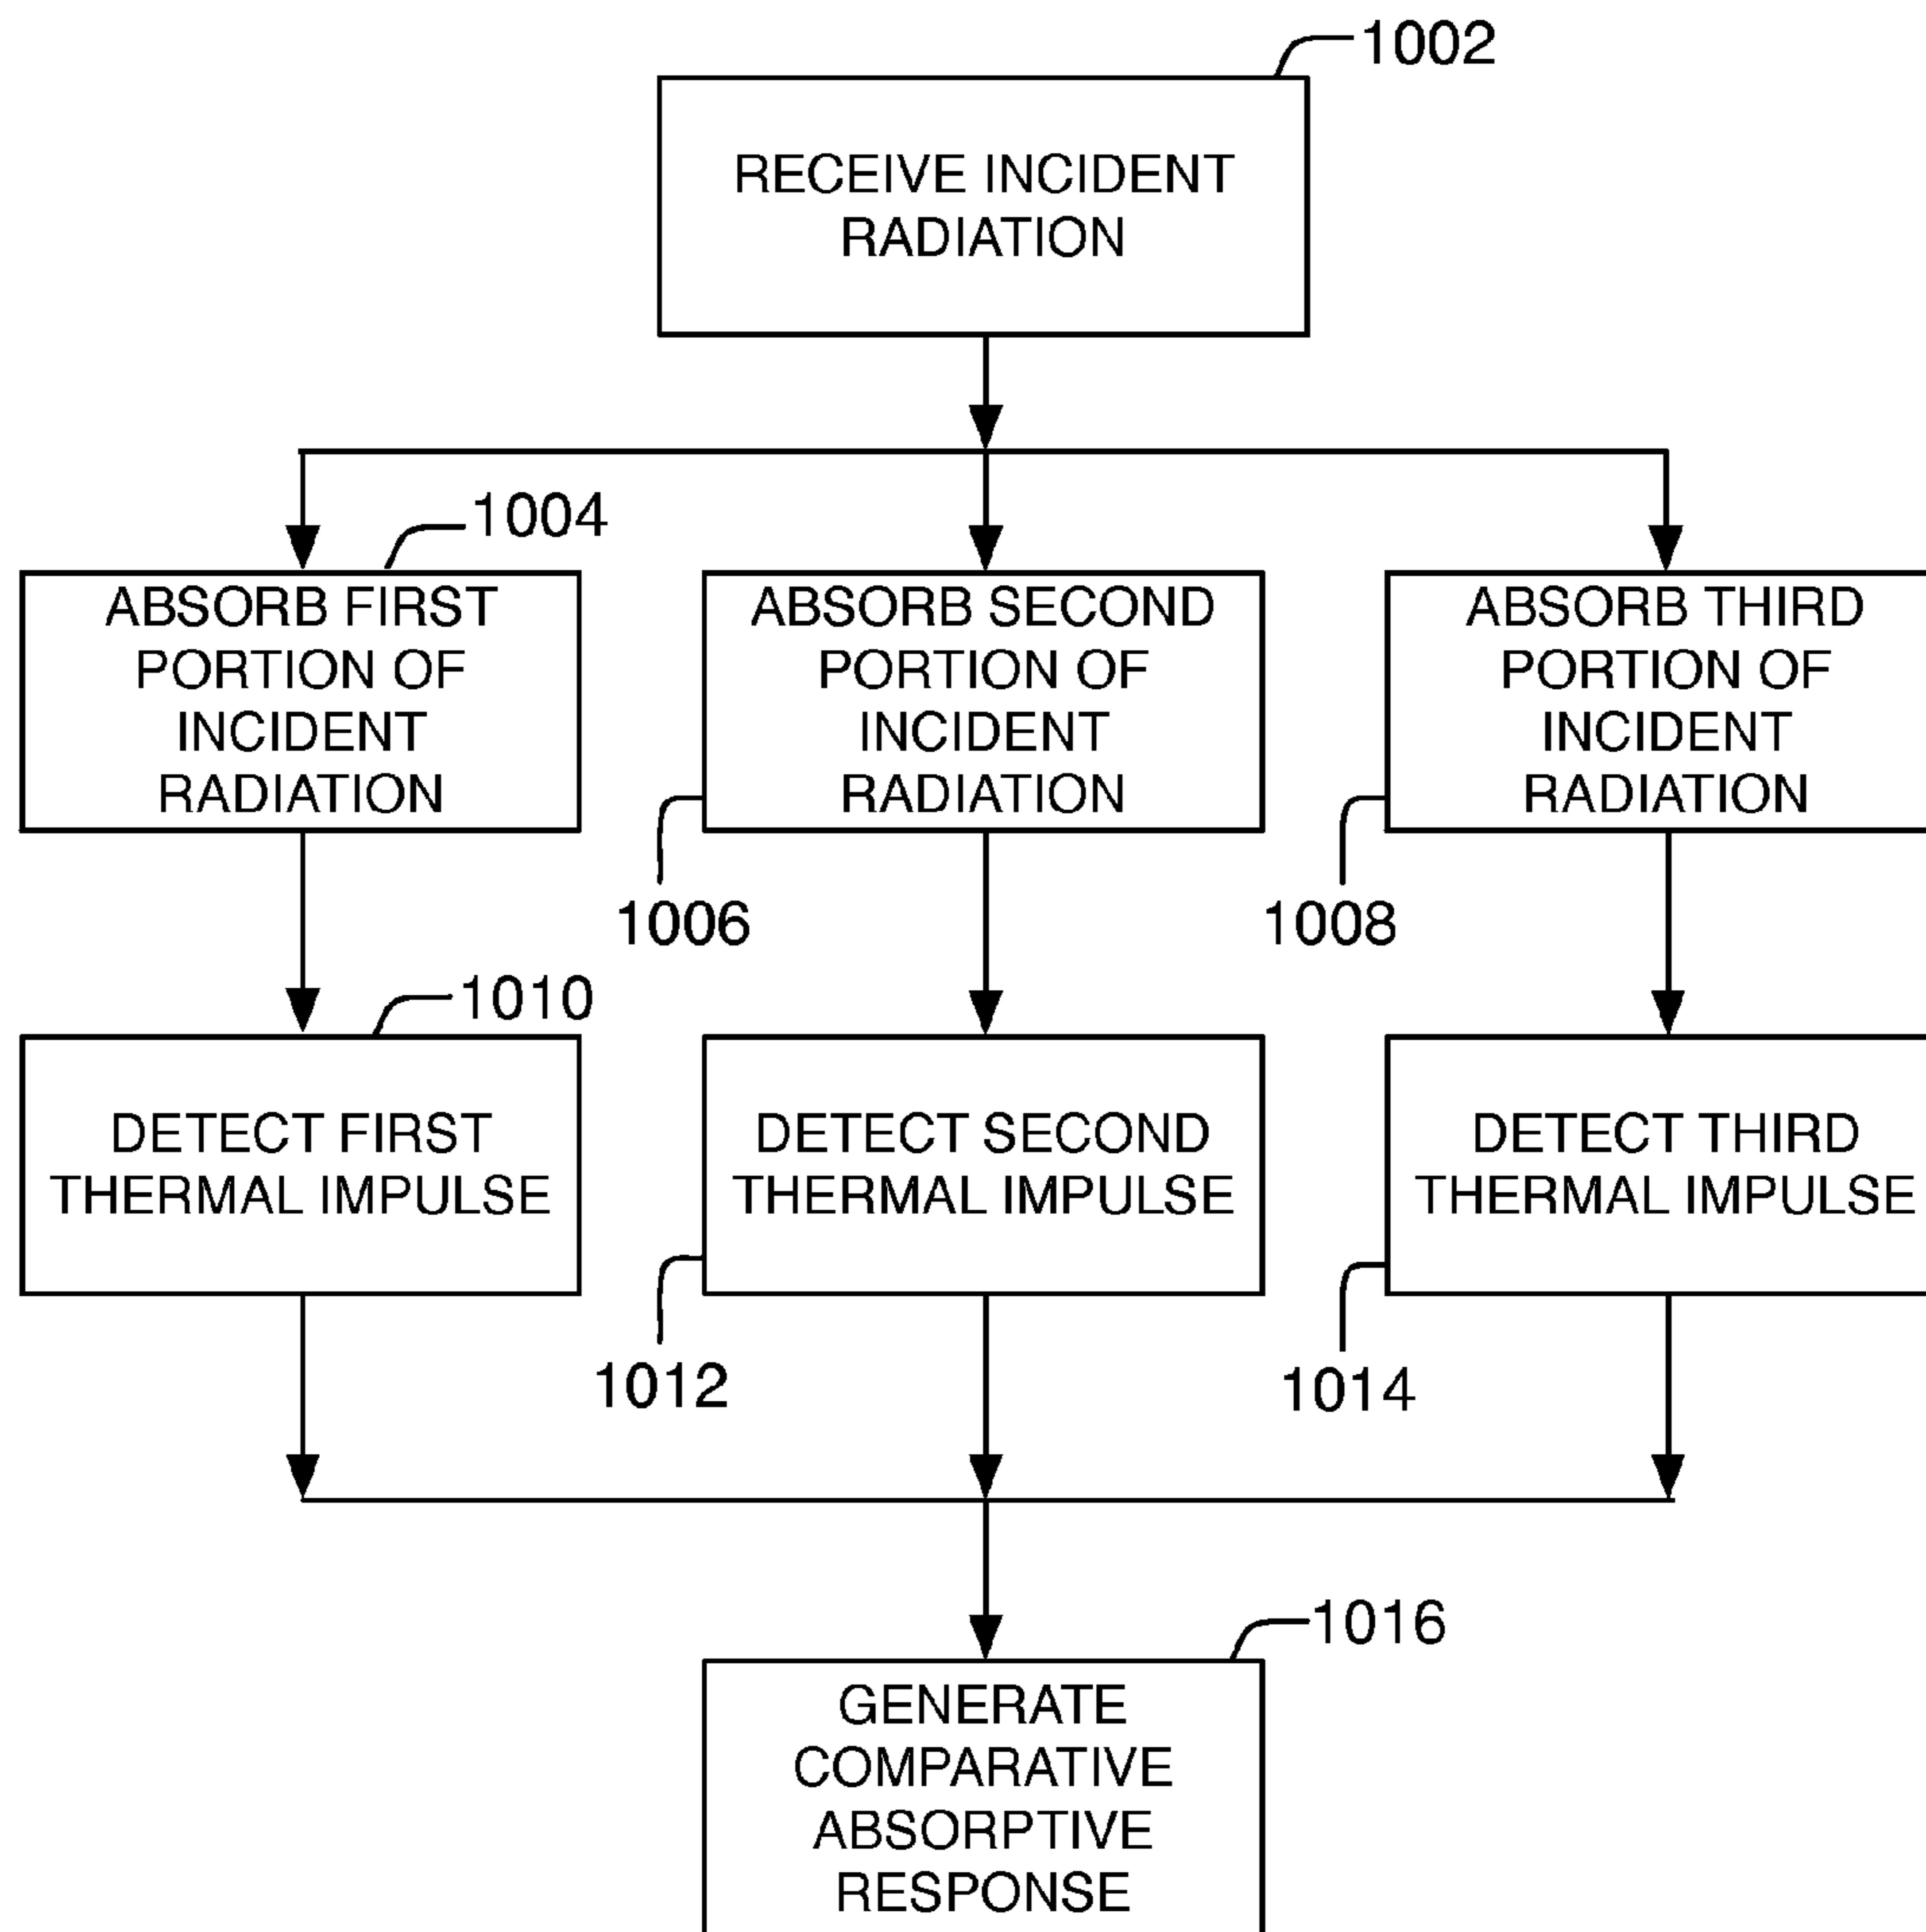 1002
RECEIVE INCIDENT
RADIATION
1004
ABSORB FIRST
PORTION OF
INCIDENT
RADIATION
ABSORB SECOND
PORTION OF
INCIDENT
RADIATION
1006
ABSORB THIRD
PORTION OF
INCIDENT
RADIATION
1008
1010
DETECT FIRST
THERMAL IMPULSE
DETECT SECOND
THERMAL IMPULSE
1012
DETECT THIRD
THERMAL IMPULSE
1014
1016
GENERATE
COMPARATIVE
ABSORPTIVE
RESPONSE